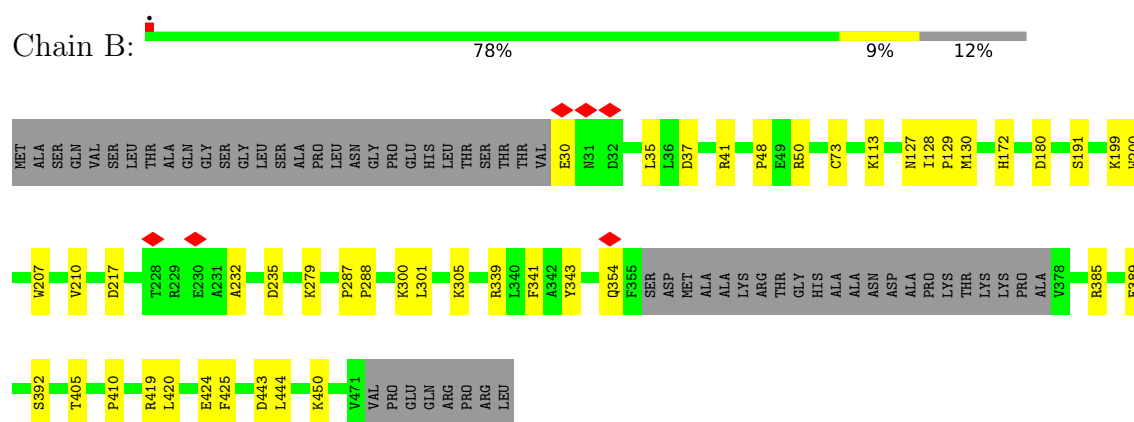 Chain B:
•
78% 9% 12%
MET ALA SER GLN VAL SER LEU THR ALA GLN GLY SER GLY LEU SER ALA PRO LEU ASN GLY PRO GLU HIS LEU THR SER THR THR VAL E30 N31 D32 L35 L36 D37 R41 P48 E49 R50 C73 K113 N127 I128 P129 M130 H172 D180 S191 K199 W200
W207 V210 D217 T228 R229 E230 A231 A232 D235 K279 P287 P288 K300 L301 K305 R339 L340 F341 A342 Y343 Q354 F355 SER ASP MET ALA ALA LYS ARG THR GLY HIS ALA ALA ASN ASP ALA PRO LYS THR LYS LYS PRO ALA V378 R385
S392 T405 P410 R419 L420 E424 F425 D443 L444 K450 V471 VAL PRO GLU GLN ARG PRO ARG LEU